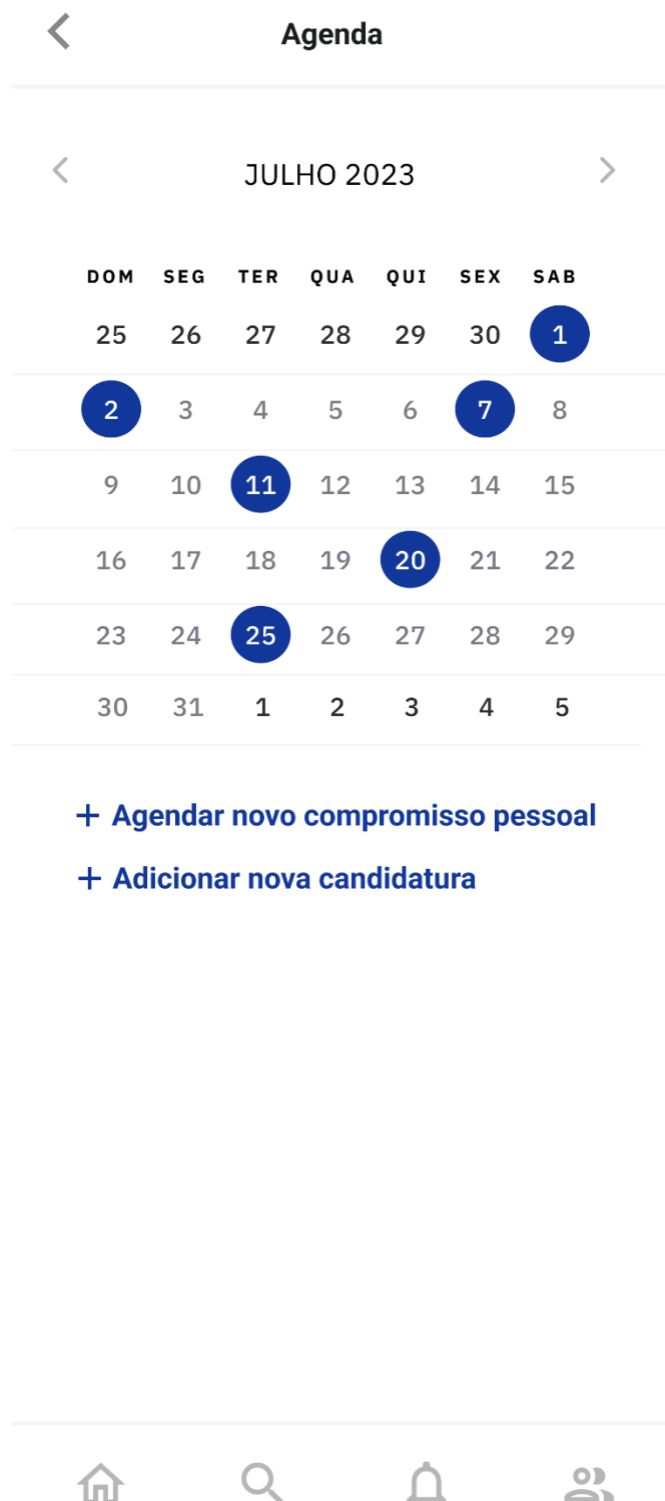 Agenda
JULHO 2023
DOM SEG TER QUA QUI SEX SAB
25 26 27 28 29 30 1
2 3 4 5 6 7 8
9 10 11 12 13 14 15
16 17 18 19 20 21 22
23 24 25 26 27 28 29
30 31 1 2 3 4 5
+ Agendar novo compromisso pessoal
+ Adicionar nova candidatura